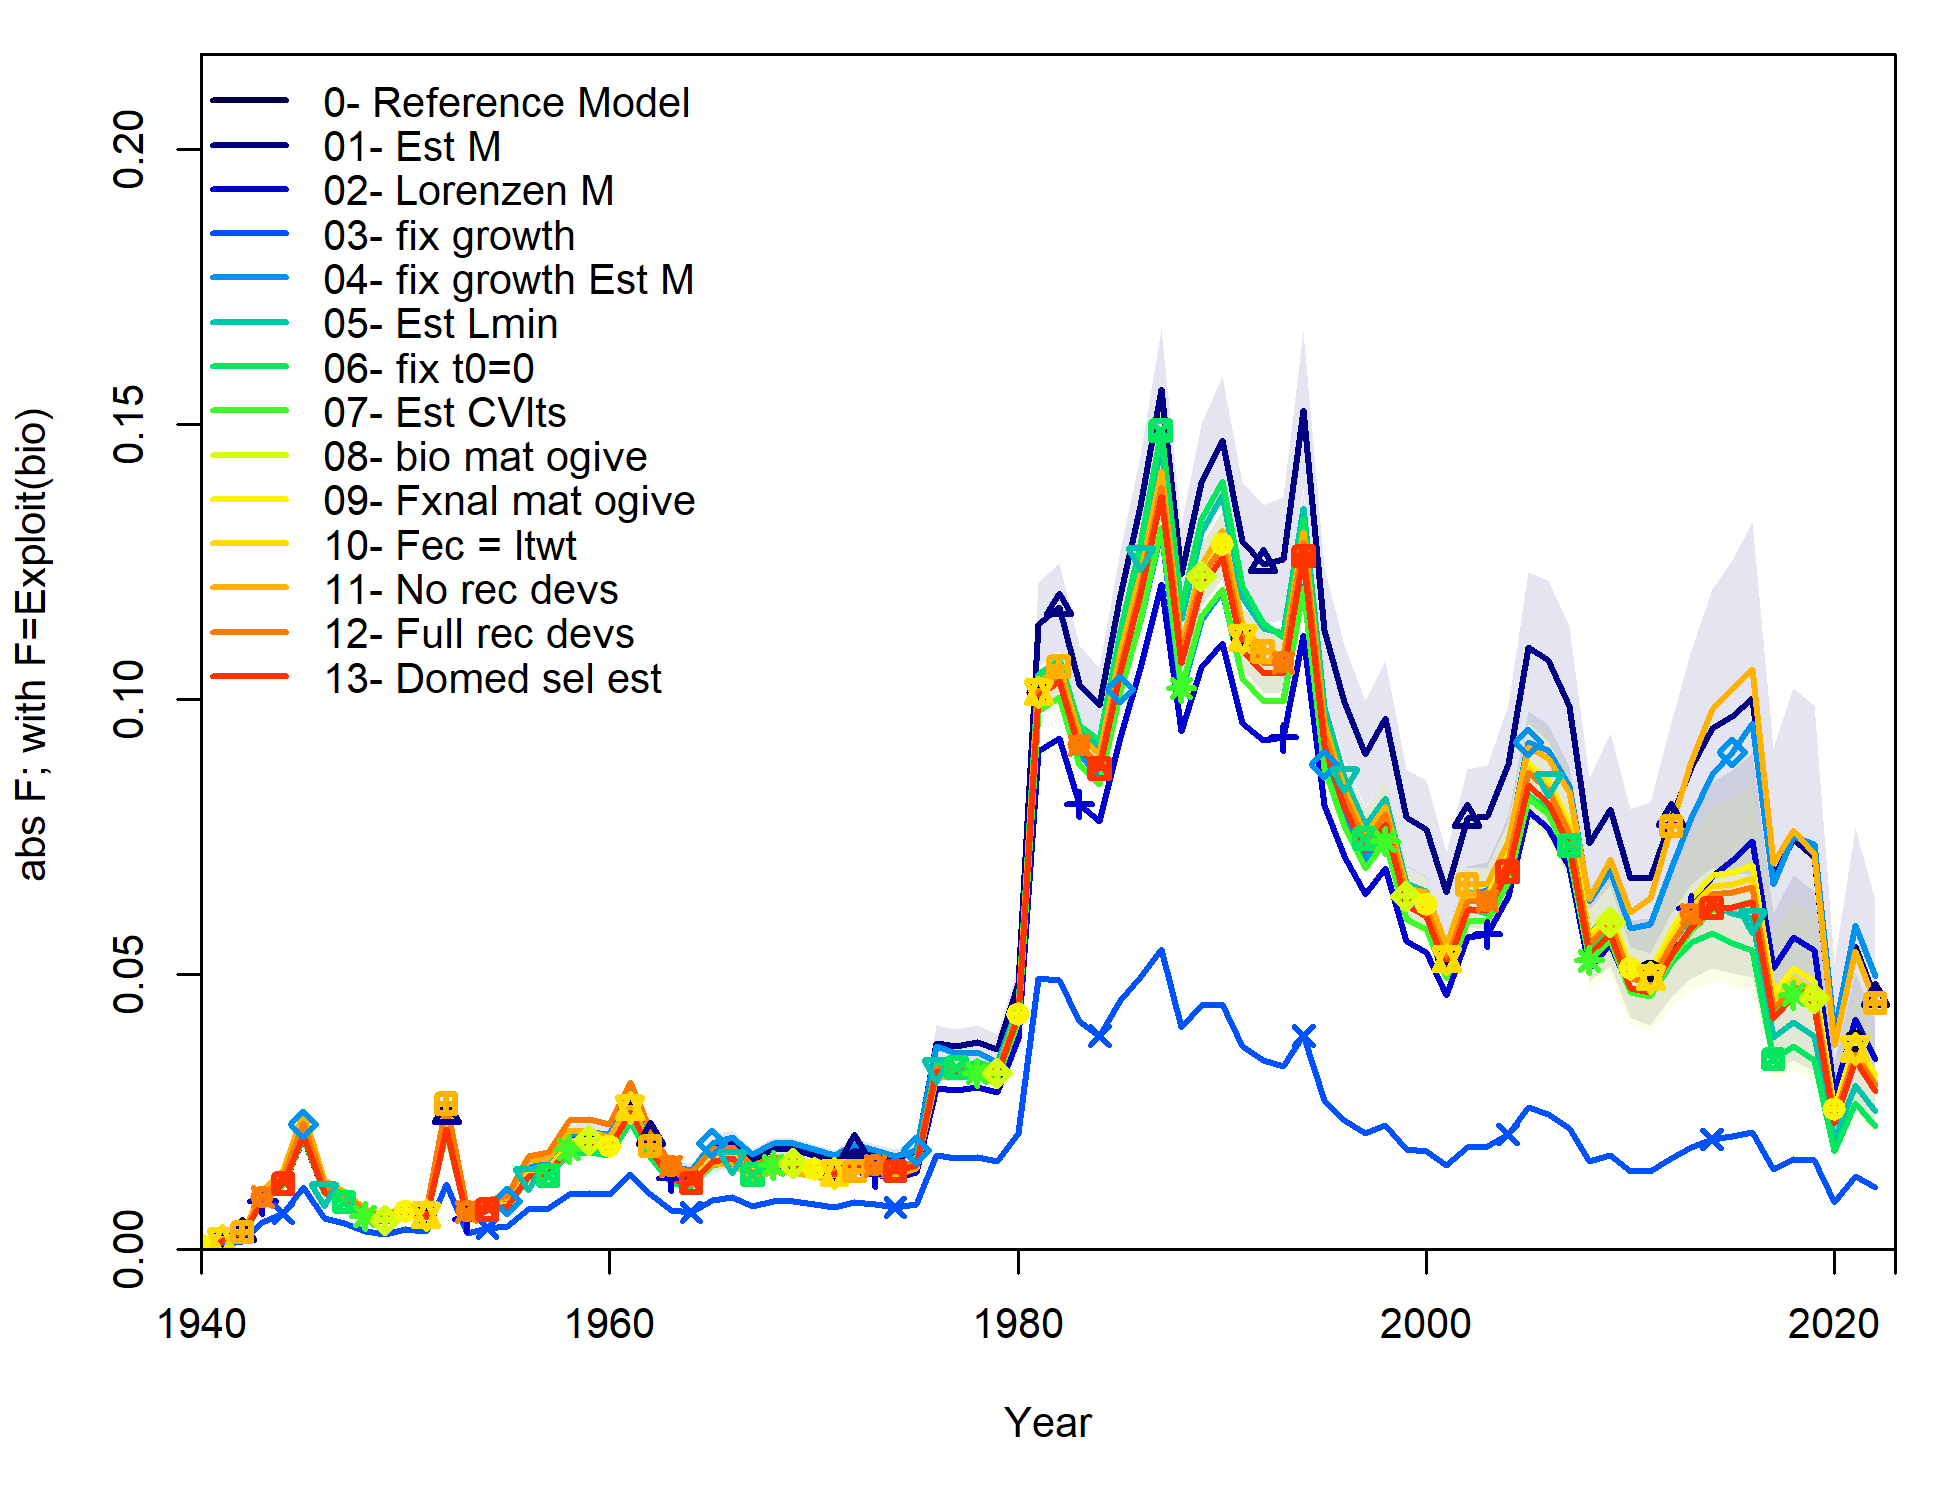 0- Reference Model
01- Est M
02- Lorenzen M
03- fix growth
04- fix growth Est M
05- Est Lmin
06- fix t0=0
07- Est CVlts
08- bio mat ogive
09- Fxnal mat ogive
10- Fec = ltwt
11- No rec devs
12- Full rec devs
13- Domed sel est
abs F; with F=Exploit(bio)
0.20
0.15
0.10
0.05
0.00
1940 1960 1980 2000 2020
Year